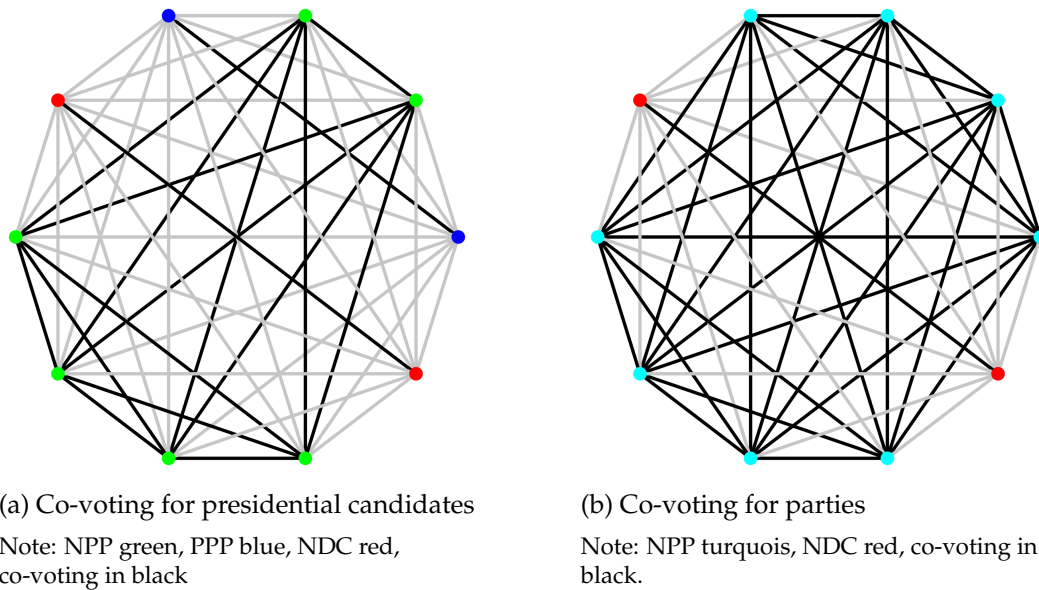 (a) Co-voting for presidential candidates
Note: NPP green, PPP blue, NDC red,
co-voting in black
(b) Co-voting for parties
Note: NPP turquois, NDC red, co-voting in
black.